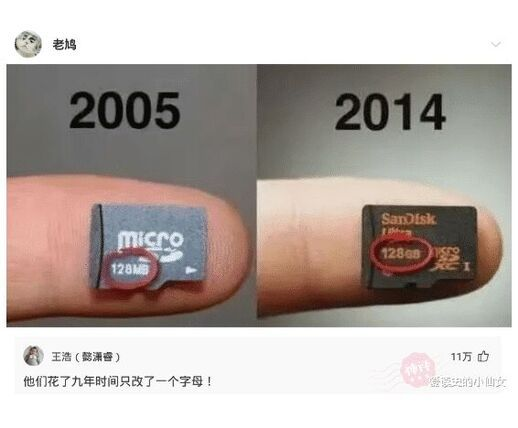 老鸠
2005
2014
micro
SD
128MB
SanDisk
Ultra
128GB
MICRO
SD
XC I
王浩（懿潇睿）
11万
他们花了九年时间只改了一个字母！
爱读史的小仙女